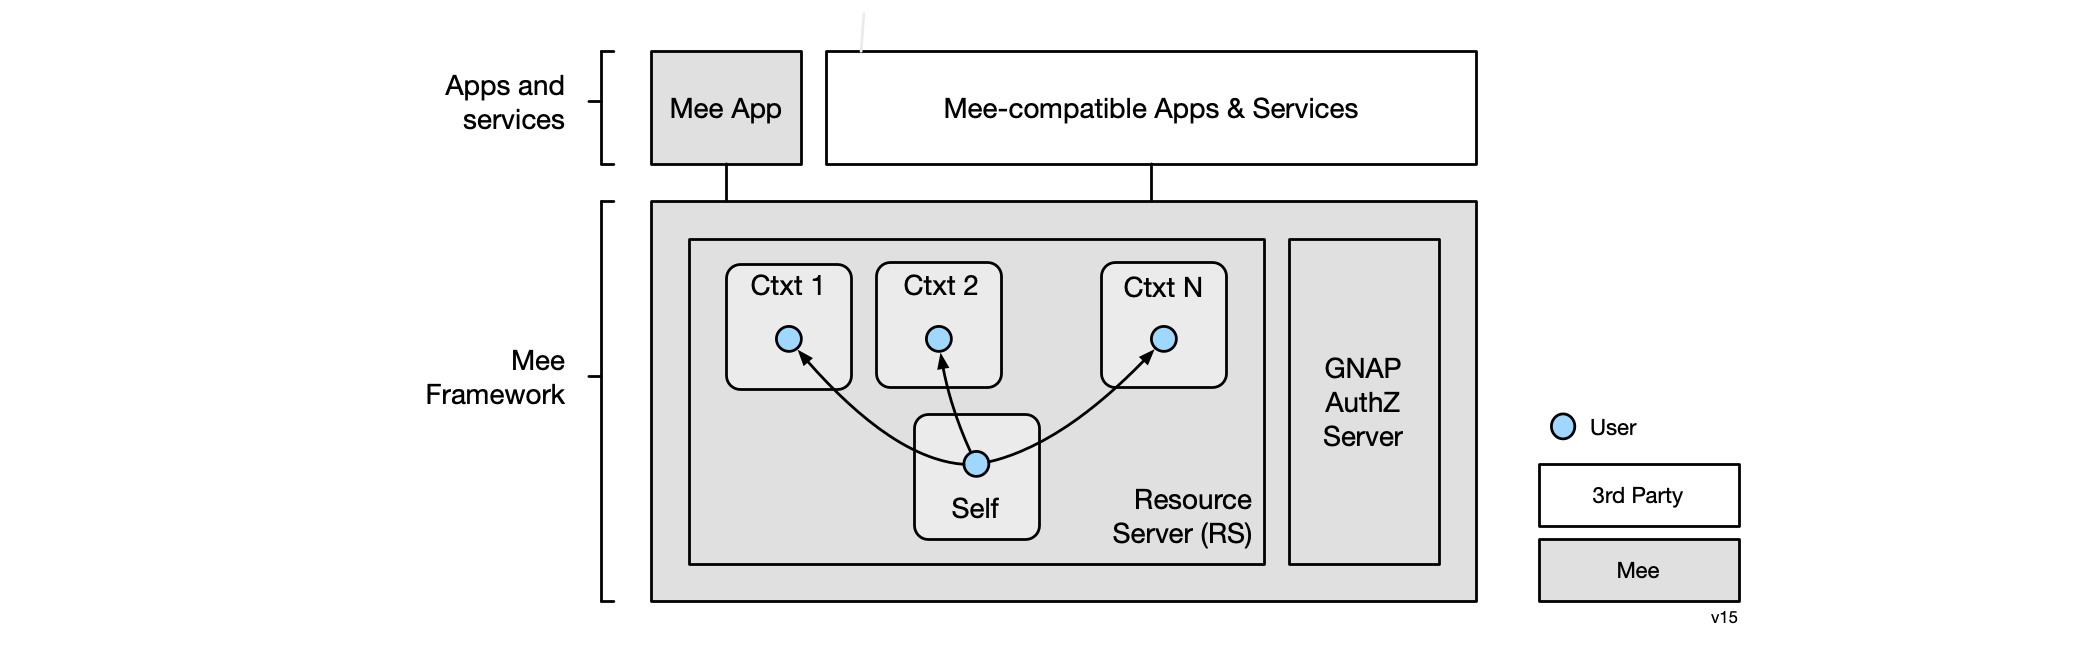 Apps and
services
Mee App
Mee-compatible Apps & Services
Mee
Framework
Ctxt 1
Ctxt 2
Ctxt N
Self
Resource
Server (RS)
GNAP
AuthZ
Server
User
3rd Party
Mee
v15